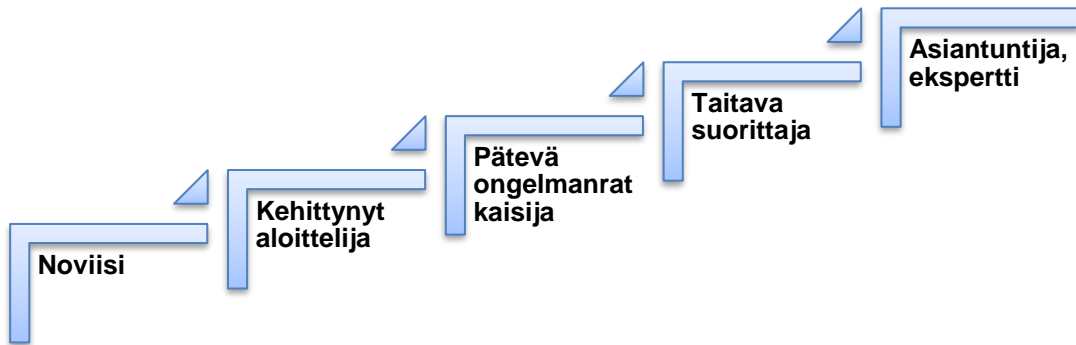 Noviisi
Kehittynyt
aloittelija
Pätevä
ongelmanrat
kaisija
Taitava
suorittaja
Asiantuntija,
ekspertti